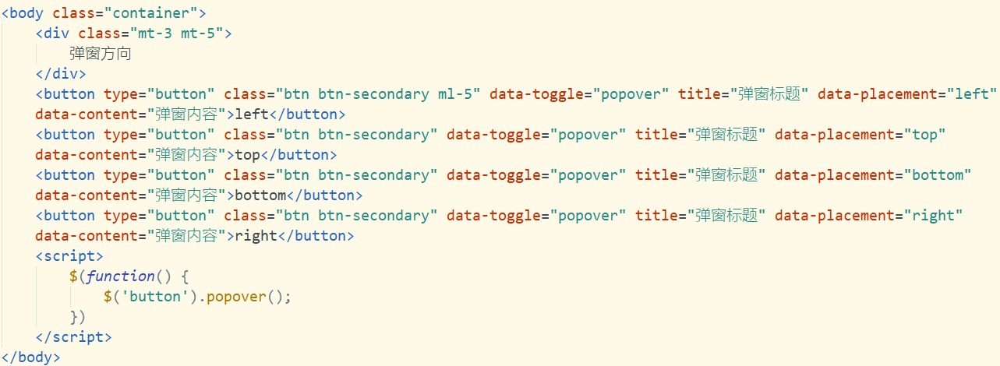 <body class="container">
<div class="mt-3 mt-5">
弹窗方向
</div>
<button type="button" class="btn btn-secondary ml-5" data-toggle="popover" title="弹窗标题" data-placement="left"
data-content="弹窗内容">left</button>
<button type="button" class="btn btn-secondary" data-toggle="popover" title="弹窗标题" data-placement="top"
data-content="弹窗内容">top</button>
<button type="button" class="btn btn-secondary" data-toggle="popover" title="弹窗标题" data-placement="bottom"
data-content="弹窗内容">bottom</button>
<button type="button" class="btn btn-secondary" data-toggle="popover" title="弹窗标题" data-placement="right"
data-content="弹窗内容">right</button>
<script>
$(function() {
$('button').popover();
})
</script>
</body>